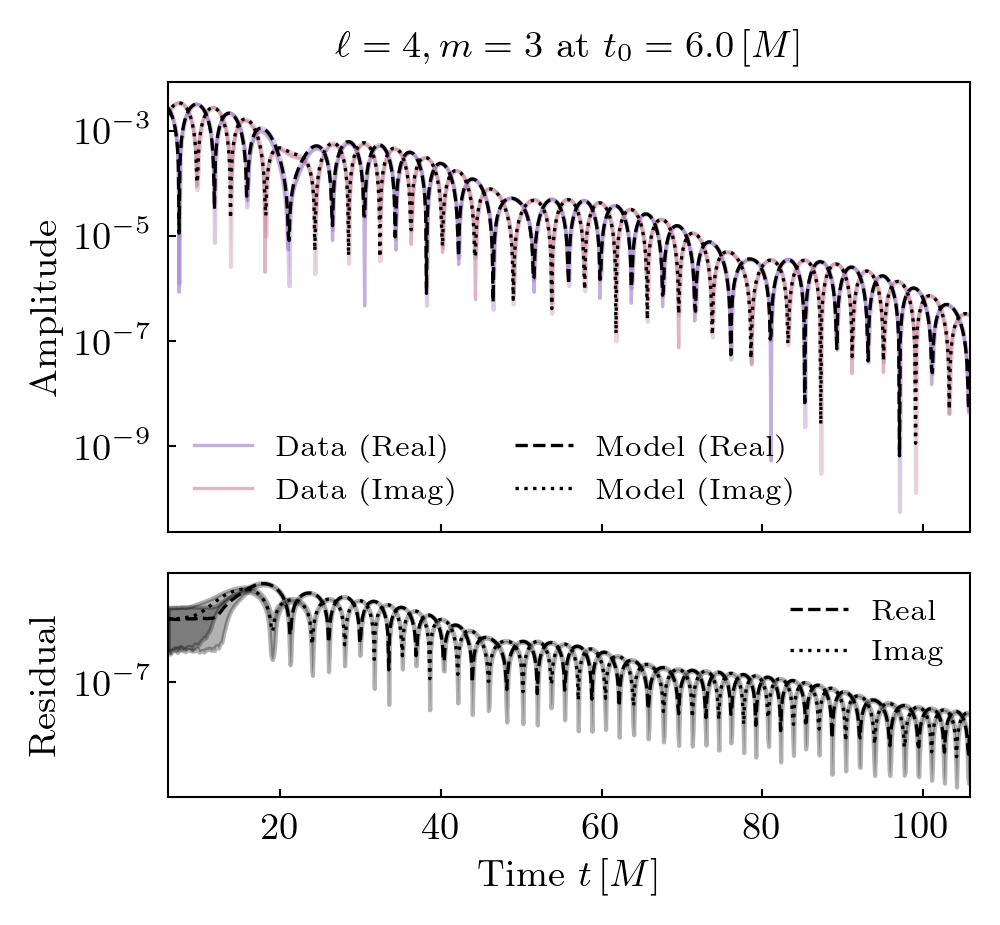 ℓ = 4, m = 3 at t₀ = 6.0 [M]
10⁻³
10⁻⁵
10⁻⁷
10⁻⁹
Amplitude
Data (Real)
Data (Imag)
Model (Real)
Model (Imag)
Residual
10⁻⁷
Real
Imag
20 40 60 80 100
Time t [M]